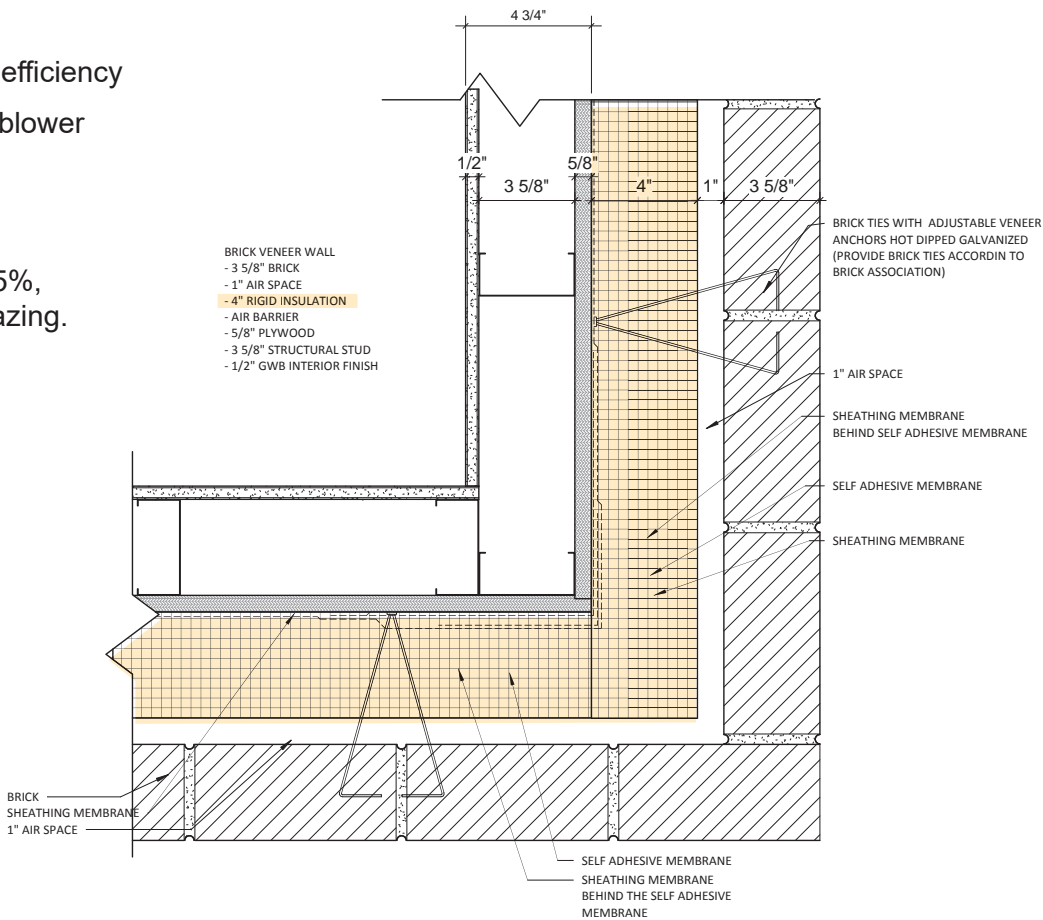 4 3/4"
efficiency
blower
1/2"
5/8"
3 5/8"
4"
1"
3 5/8"
5%,
azing.
BRICK VENEER WALL
- 3 5/8" BRICK
- 1" AIR SPACE
- 4" RIGID INSULATION
- AIR BARRIER
- 5/8" PLYWOOD
- 3 5/8" STRUCTURAL STUD
- 1/2" GWB INTERIOR FINISH
BRICK TIES WITH ADJUSTABLE VENEER
ANCHORS HOT DIPPED GALVANIZED
(PROVIDE BRICK TIES ACCORDIN TO
BRICK ASSOCIATION)
1" AIR SPACE
SHEATHING MEMBRANE
BEHIND SELF ADHESIVE MEMBRANE
SELF ADHESIVE MEMBRANE
SHEATHING MEMBRANE
BRICK
SHEATHING MEMBRANE
1" AIR SPACE
SELF ADHESIVE MEMBRANE
SHEATHING MEMBRANE
BEHIND THE SELF ADHESIVE
MEMBRANE